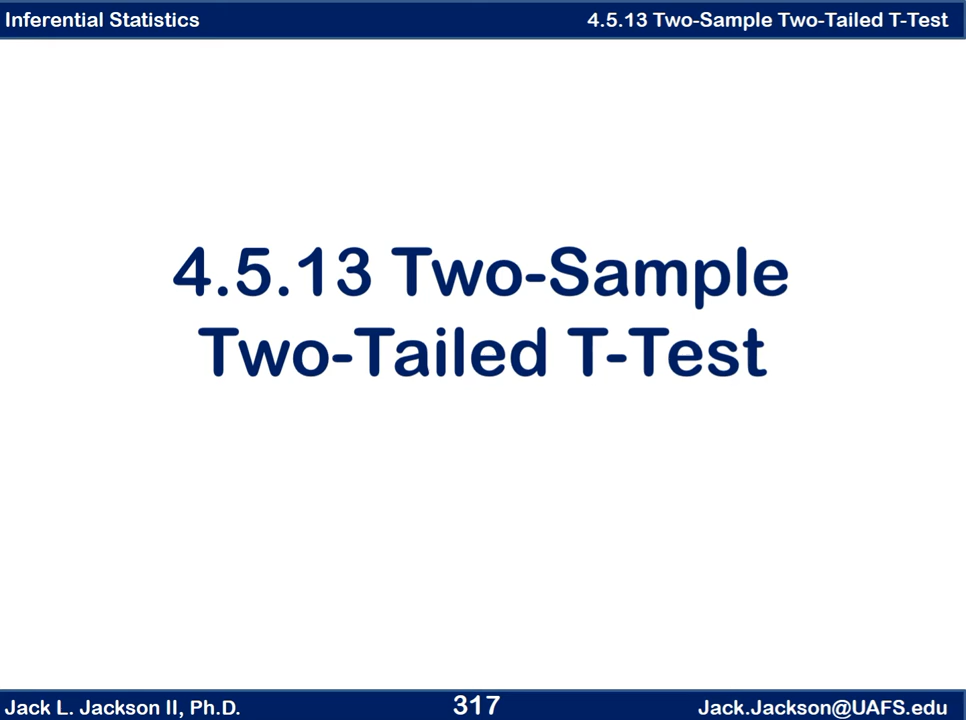 Inferential Statistics
4.5.13 Two-Sample Two-Tailed T-Test
4.5.13 Two-Sample
Two-Tailed T-Test
Jack L. Jackson II, Ph.D.
317
Jack.Jackson@UAFS.edu